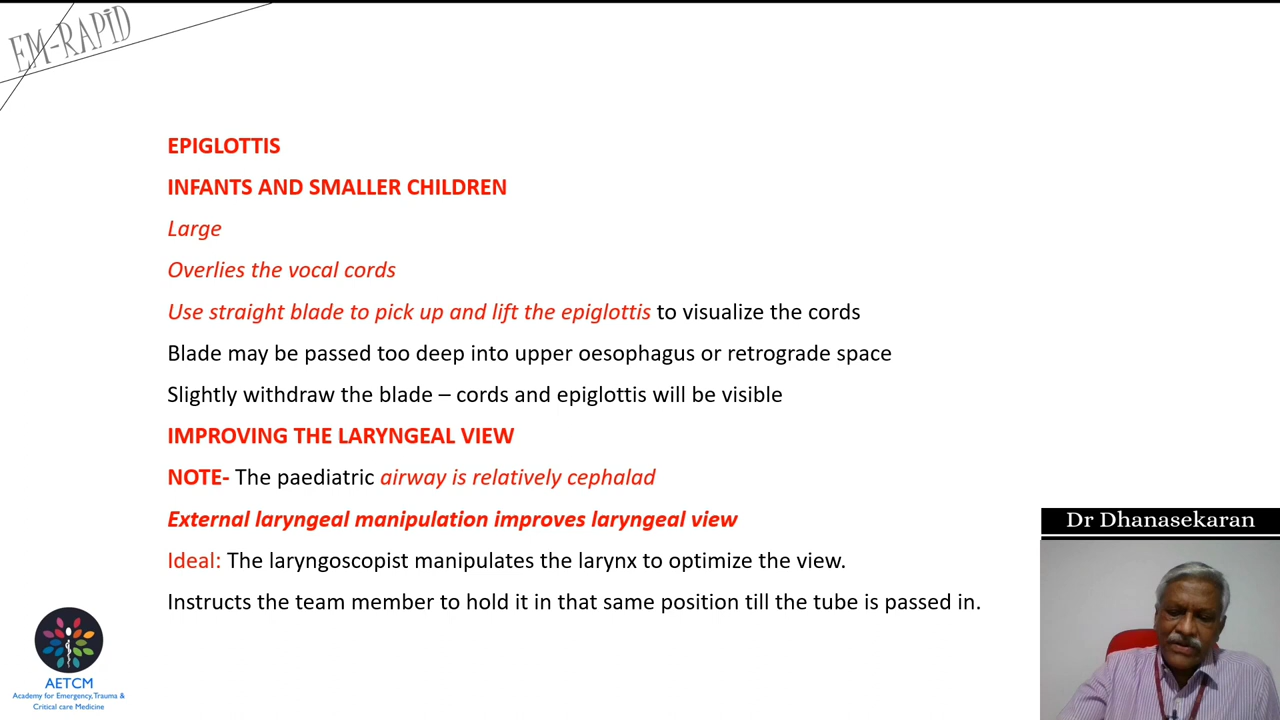 EM-RAPiD
EPIGLOTTIS
INFANTS AND SMALLER CHILDREN
Large
Overlies the vocal cords
Use straight blade to pick up and lift the epiglottis to visualize the cords
Blade may be passed too deep into upper oesophagus or retrograde space
Slightly withdraw the blade – cords and epiglottis will be visible
IMPROVING THE LARYNGEAL VIEW
NOTE- The paediatric airway is relatively cephalad
External laryngeal manipulation improves laryngeal view
Ideal: The laryngoscopist manipulates the larynx to optimize the view.
Instructs the team member to hold it in that same position till the tube is passed in.
Dr Dhanasekaran
AETCM
Academy for Emergency, Trauma &
Critical care Medicine